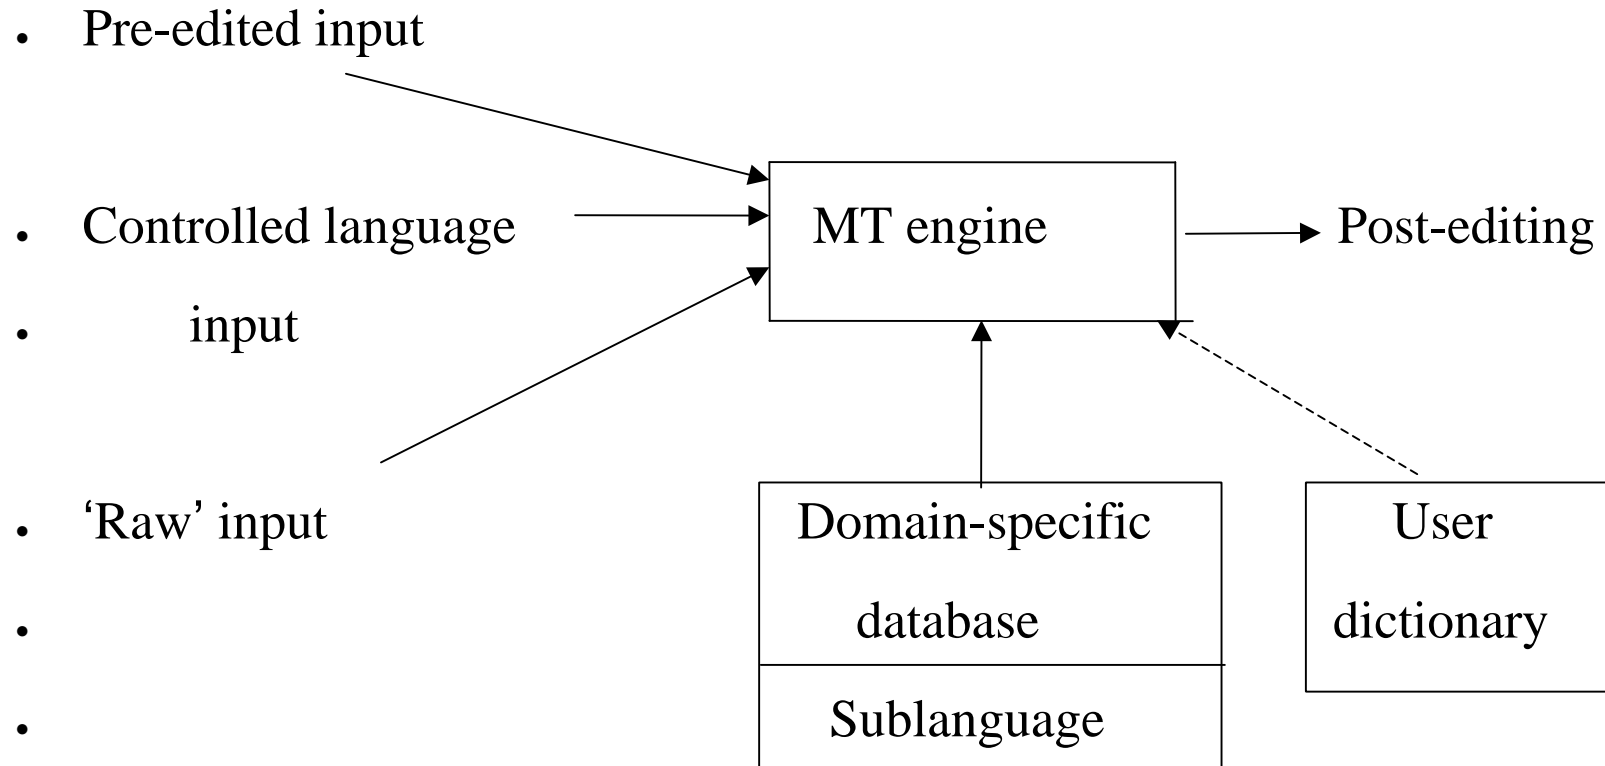 • Pre-edited input
• Controlled language
MT engine
Post-editing
• input
• ‘Raw’ input
Domain-specific
User
• database
dictionary
• Sublanguage